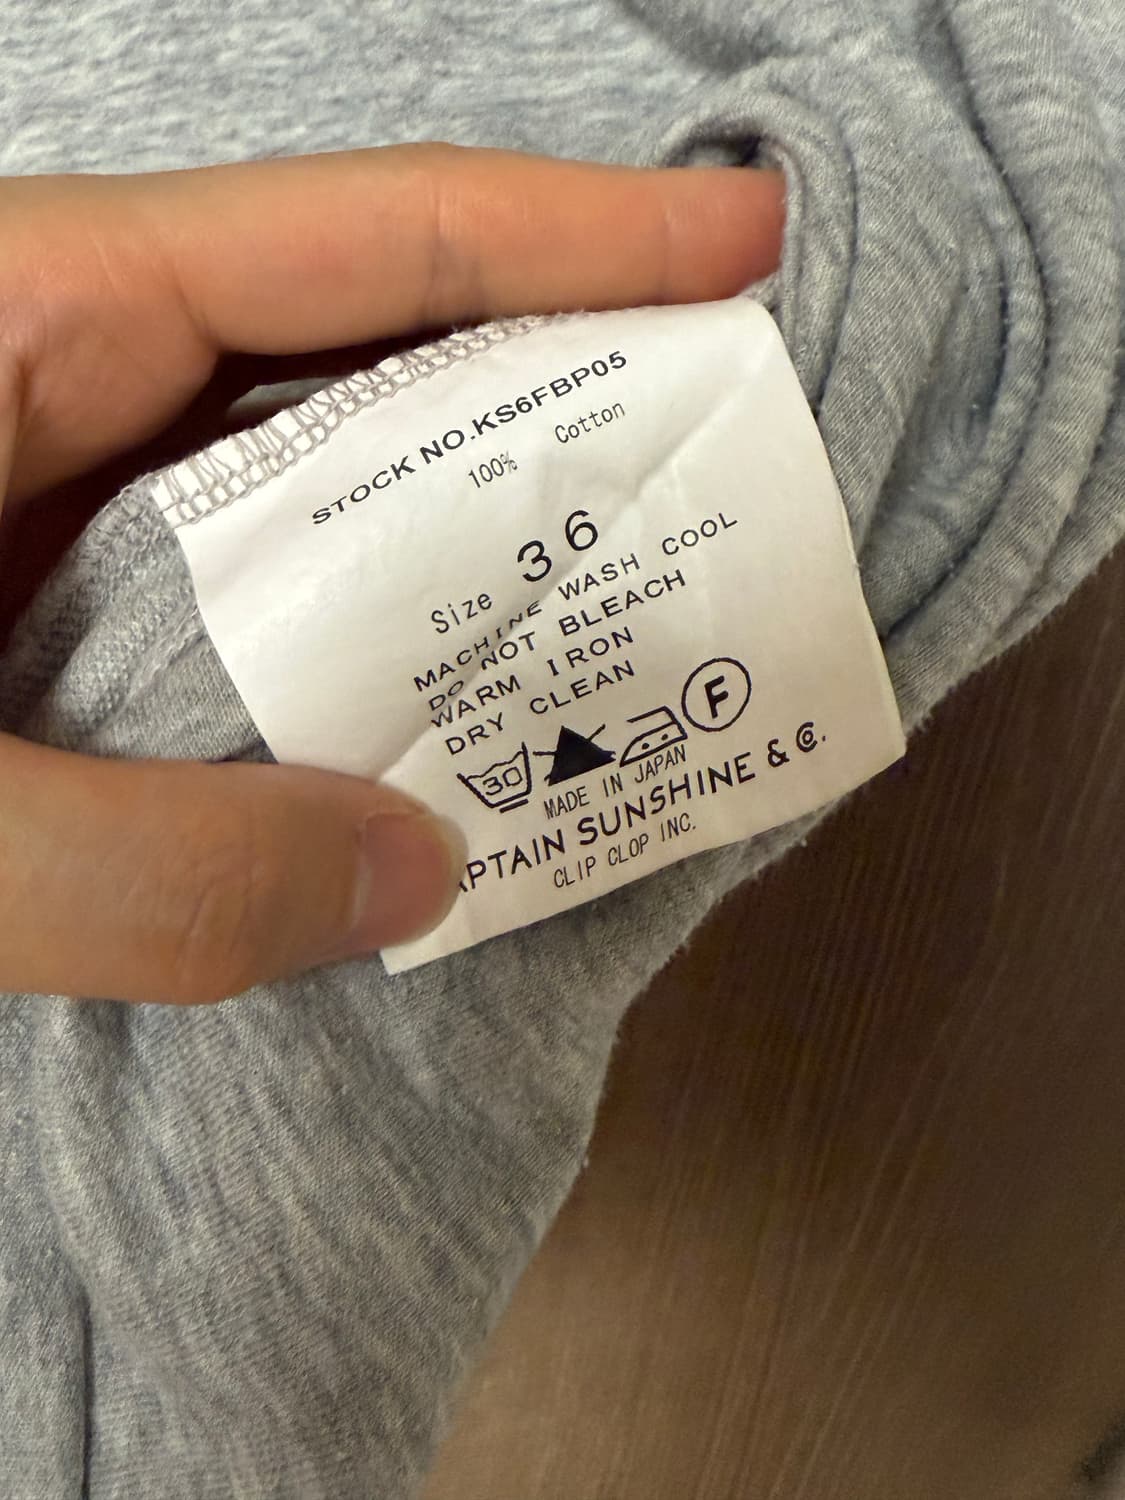 STOCK NO.KS6FBP05
100% Cotton
Size 36
MACHINE WASH COOL
DO NOT BLEACH
WARM IRON
DRY CLEAN
30 F
MADE IN JAPAN
APTAIN SUNSHINE & Co.
CLIP CLOP INC.